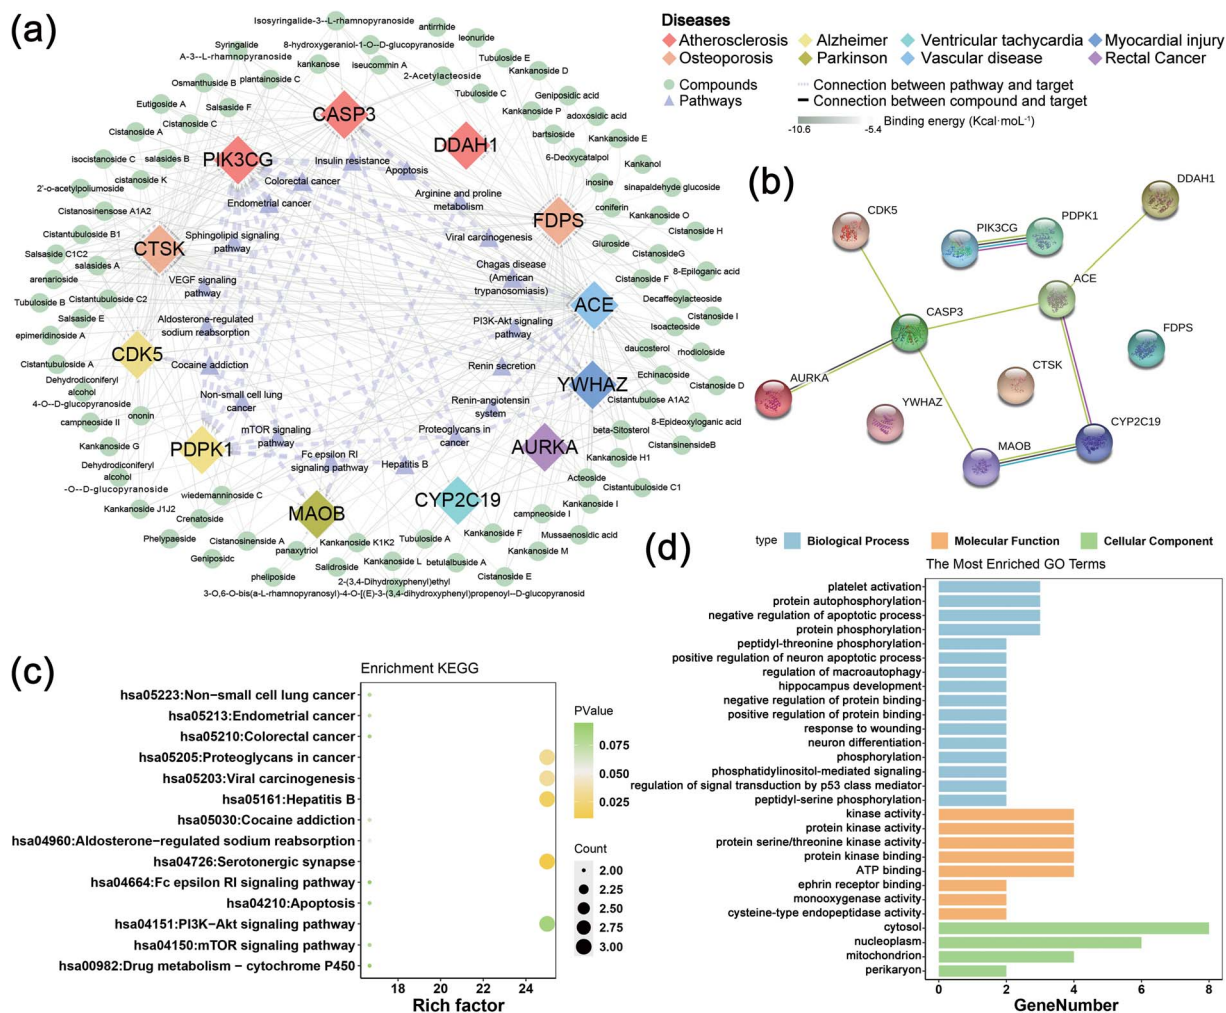 (a)
Isosyringalide-3--L-rhamnopyranoside
antirrhide
leonuride
Syringalide
A-3--L-rhamnopyranoside
8-hydroxygeraniol-1-O--D-glucopyranoside
Tubuloside E
kankanose
iseucommin A
Kankanoside D
Osmanthuside B
plantainoside C
2-Acetylacteoside
Tubuloside C
Geniposidic acid
Eutigoside A
Salsaside F
CASP3
Kankanoside P
adoxosidic acid
Cistanoside A
Cistanoside C
DDAH1
bartsioside
Kankanoside E
isocistanoside C
salasides B
PIK3CG
Insulin resistance
Apoptosis
6-Deoxycatalpol
Kankanol
2'-o-acetylpoliumoside
cistanoside K
Colorectal cancer
Endometrial cancer
Arginine and proline
metabolism
inosine
sinapaldehyde glucoside
Cistansinensose A1A2
coniferin
Kankanoside O
Cistantubuloside B1
CTSK
Sphingolipid signaling
pathway
Viral carcinogenesis
FDPS
Cistanoside H
Giuroside
CistanosideG
Salsaside C1C2
salasides A
Chagas disease
(American
trypanosomiasis)
8-Epiloganic acid
arenarioside
VEGF signaling
pathway
Cistanoside F
Decaffeoylacteoside
Tubuloside B
Cistantubuloside C2
ACE
Cistanoside I
Salsaside E
Aldosterone-regulated
sodium reabsorption
PI3K-Akt signaling
pathway
Isoacteoside
epimeridinoside A
CDK5
daucosterol
rhodioloside
Cistantubuloside A
Cocaine addiction
Renin secretion
Echinacoside
Dehydrodiconiferyl
alcohol
4-O--D-glucopyranoside
YWHAZ
Cistanoside D
Non-small cell lung
cancer
Renin-angiotensin
system
Cistantubulose A1A2
ononin
campneoside II
8-Epideoxyloganic acid
mTOR signaling
pathway
Proteoglycans in
cancer
beta-Sitosterol
Kankanoside G
PDPK1
AURKA
CistansinensideB
Dehydrodiconiferyl
alcohol
-O--D-glucopyranoside
Fc epsilon RI
signaling pathway
Hepatitis B
Kankanoside H1
Acteoside
Cistantubuloside C1
wiedemanninoside C
CYP2C19
Kankanoside J1J2
MAOB
Kankanoside I
Crenatoside
campneoside I
Phelypaeside
Cistanosinenside A
Kankanoside K1K2
Tubuloside A
Kankanoside F
Mussaenosidic acid
panaxytriol
Kankanoside M
Geniposidc
Salidroside
Kankanoside L
betulalbuside A
pheliposide
2-(3,4-Dihydroxyphenyl)ethyl
Cistanoside E
3-O,6-O-bis(a-L-rhamnopyranosyl)-4-O-[(E)-3-(3,4-dihydroxyphenyl)propenoyl--D-glucopyranosid
Diseases
Atherosclerosis
Alzheimer
Ventricular tachycardia
Myocardial injury
Osteoporosis
Parkinson
Vascular disease
Rectal Cancer
Compounds
Connection between pathway and target
Pathways
Connection between compound and target
-10.6
-5.4
Binding energy (Kcal·moL⁻¹)
(b)
DDAH1
CDK5
PIK3CG
PDPK1
ACE
CASP3
FDPS
CTSK
AURKA
YWHAZ
CYP2C19
MAOB
(c)
Enrichment KEGG
hsa05223:Non−small cell lung cancer
hsa05213:Endometrial cancer
hsa05210:Colorectal cancer
hsa05205:Proteoglycans in cancer
hsa05203:Viral carcinogenesis
hsa05161:Hepatitis B
hsa05030:Cocaine addiction
hsa04960:Aldosterone−regulated sodium reabsorption
hsa04726:Serotonergic synapse
hsa04664:Fc epsilon RI signaling pathway
hsa04210:Apoptosis
hsa04151:PI3K−Akt signaling pathway
hsa04150:mTOR signaling pathway
hsa00982:Drug metabolism − cytochrome P450
18
20
22
24
Rich factor
PValue
0.075
0.050
0.025
Count
2.00
2.25
2.50
2.75
3.00
(d)
type
Biological Process
Molecular Function
Cellular Component
The Most Enriched GO Terms
platelet activation
protein autophosphorylation
negative regulation of apoptotic process
protein phosphorylation
peptidyl-threonine phosphorylation
positive regulation of neuron apoptotic process
regulation of macroautophagy
hippocampus development
negative regulation of protein binding
positive regulation of protein binding
response to wounding
neuron differentiation
phosphorylation
phosphatidylinositol-mediated signaling
regulation of signal transduction by p53 class mediator
peptidyl-serine phosphorylation
kinase activity
protein kinase activity
protein serine/threonine kinase activity
protein kinase binding
ATP binding
ephrin receptor binding
monooxygenase activity
cysteine-type endopeptidase activity
cytosol
nucleoplasm
mitochondrion
perikaryon
0
2
4
6
8
GeneNumber